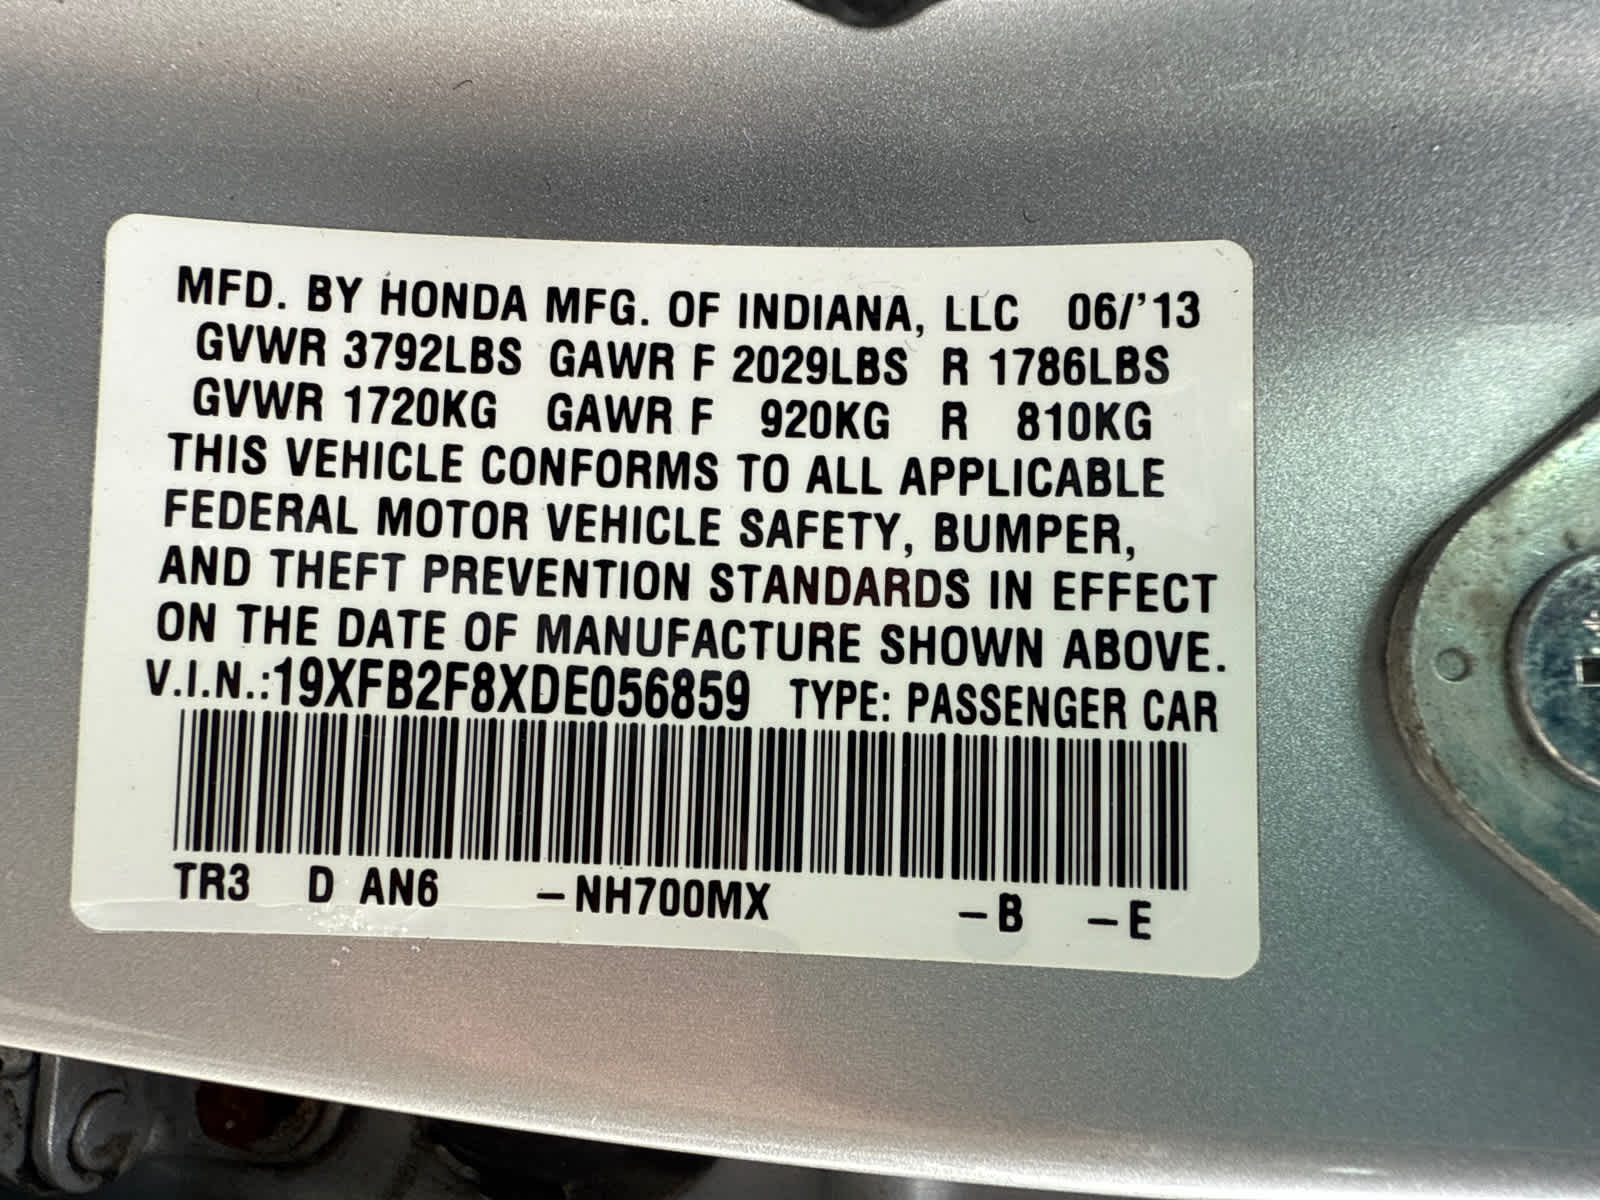 MFD. BY HONDA MFG. OF INDIANA, LLC 06/'13
GVWR 3792LBS GAWR F 2029LBS R 1786LBS
GVWR 1720KG GAWR F 920KG R 810KG
THIS VEHICLE CONFORMS TO ALL APPLICABLE
FEDERAL MOTOR VEHICLE SAFETY, BUMPER,
AND THEFT PREVENTION STANDARDS IN EFFECT
ON THE DATE OF MANUFACTURE SHOWN ABOVE.
V.I.N.:19XFB2F8XDE056859 TYPE: PASSENGER CAR
TR3 D AN6 –NH700MX –B –E